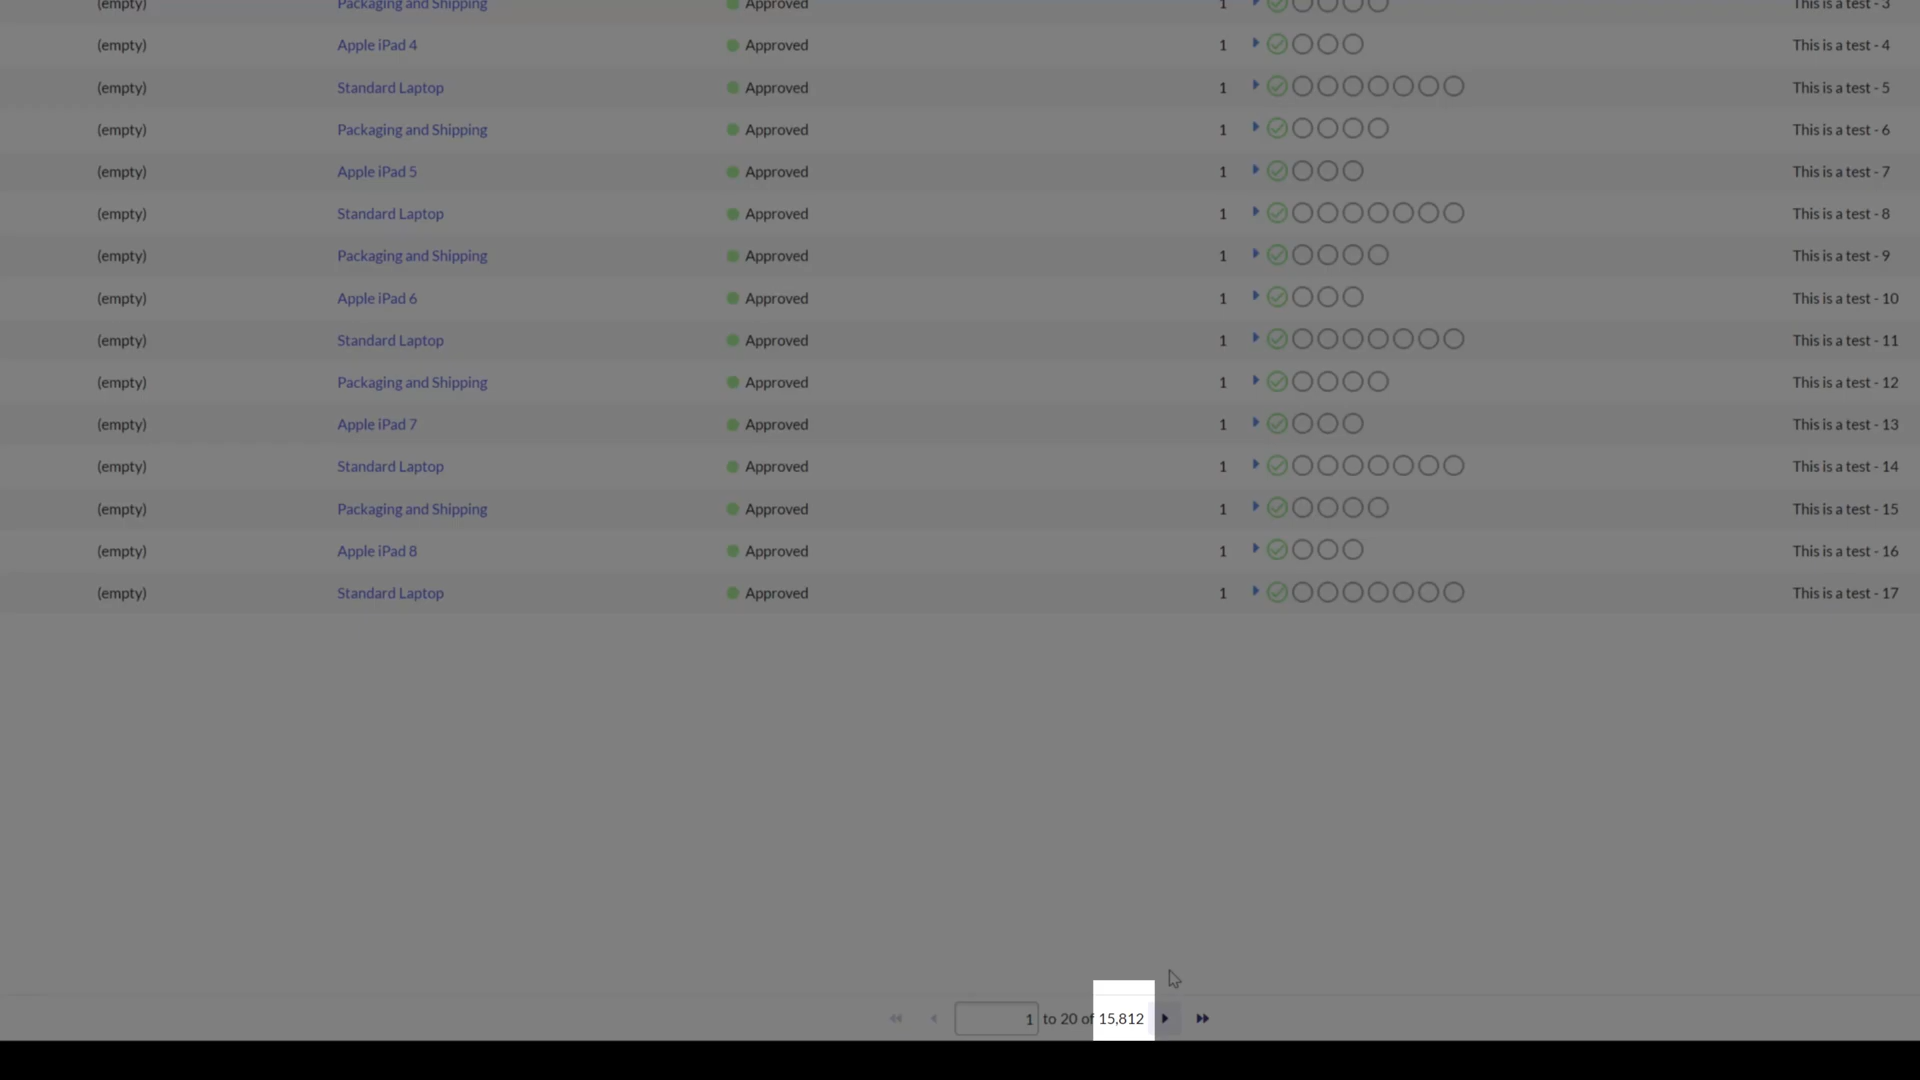 (empty) Packaging and Shipping Approved 1 This is a test - 3
(empty) Apple iPad 4 Approved 1 This is a test - 4
(empty) Standard Laptop Approved 1 This is a test - 5
(empty) Packaging and Shipping Approved 1 This is a test - 6
(empty) Apple iPad 5 Approved 1 This is a test - 7
(empty) Standard Laptop Approved 1 This is a test - 8
(empty) Packaging and Shipping Approved 1 This is a test - 9
(empty) Apple iPad 6 Approved 1 This is a test - 10
(empty) Standard Laptop Approved 1 This is a test - 11
(empty) Packaging and Shipping Approved 1 This is a test - 12
(empty) Apple iPad 7 Approved 1 This is a test - 13
(empty) Standard Laptop Approved 1 This is a test - 14
(empty) Packaging and Shipping Approved 1 This is a test - 15
(empty) Apple iPad 8 Approved 1 This is a test - 16
(empty) Standard Laptop Approved 1 This is a test - 17
1 to 20 of 15,812